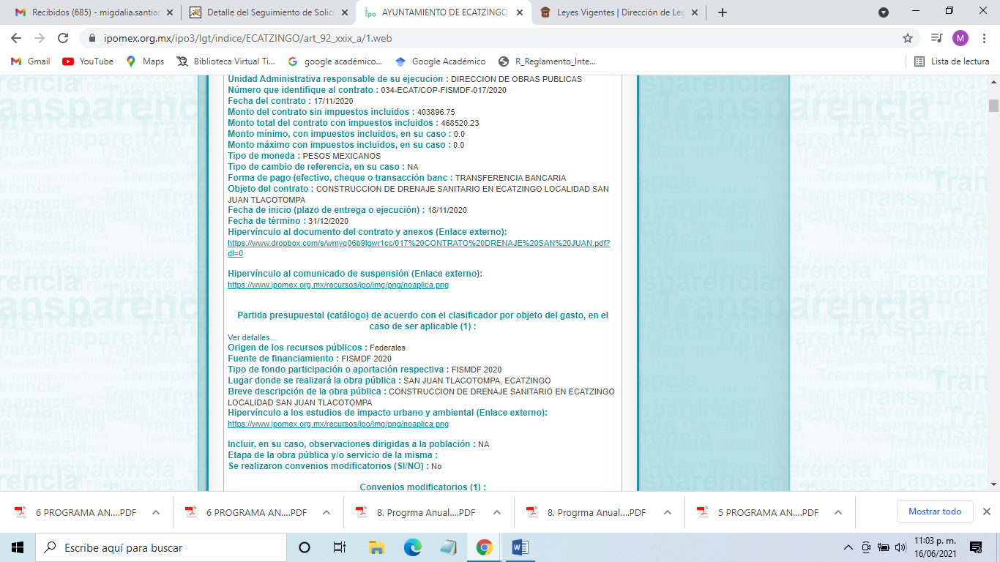 Recibidos (685) - migdalia.santiag
Detalle del Seguimiento de Solici
ipo
AYUNTAMIENTO DE ECATZINGO
Leyes Vigentes | Dirección de Leg
ipomex.org.mx/ipo3/lgt/indice/ECATZINGO/art_92_xxix_a/1.web
M
Gmail
YouTube
Maps
Biblioteca Virtual Ti...
google académico...
Google Académico
R_Reglamento_Inte...
Lista de lectura
Unidad Administrativa responsable de su ejecución : DIRECCION DE OBRAS PUBLICAS
Número que identifique al contrato : 034-ECAT/COP-FISMDF-017/2020
Fecha del contrato : 17/11/2020
Monto del contrato sin impuestos incluidos : 403896.75
Monto total del contrato con impuestos incluidos : 468520.23
Monto mínimo, con impuestos incluidos, en su caso : 0.0
Monto máximo con impuestos incluidos, en su caso : 0.0
Tipo de moneda : PESOS MEXICANOS
Tipo de cambio de referencia, en su caso : NA
Forma de pago (efectivo, cheque o transacción banc : TRANSFERENCIA BANCARIA
Objeto del contrato : CONSTRUCCION DE DRENAJE SANITARIO EN ECATZINGO LOCALIDAD SAN
JUAN TLACOTOMPA
Fecha de inicio (plazo de entrega o ejecución) : 18/11/2020
Fecha de término : 31/12/2020
Hipervínculo al documento del contrato y anexos (Enlace externo):
https://www.dropbox.com/s/wmyq06b9lgwr1cc/017%20CONTRATO%20DRENAJE%20SAN%20JUAN.pdf?
dl=0
Hipervínculo al comunicado de suspensión (Enlace externo):
https://www.ipomex.org.mx/recursos/ipo/img/png/noaplica.png
Partida presupuestal (catálogo) de acuerdo con el clasificador por objeto del gasto, en el
caso de ser aplicable (1) :
Ver detalles...
Origen de los recursos públicos : Federales
Fuente de financiamiento : FISMDF 2020
Tipo de fondo participación o aportación respectiva : FISMDF 2020
Lugar donde se realizará la obra pública : SAN JUAN TLACOTOMPA, ECATZINGO
Breve descripción de la obra pública : CONSTRUCCION DE DRENAJE SANITARIO EN ECATZINGO
LOCALIDAD SAN JUAN TLACOTOMPA
Hipervínculo a los estudios de impacto urbano y ambiental (Enlace externo):
https://www.ipomex.org.mx/recursos/ipo/img/png/noaplica.png
Incluir, en su caso, observaciones dirigidas a la población : NA
Etapa de la obra pública y/o servicio de la misma :
Se realizaron convenios modificatorios (SI/NO) : No
Convenios modificatorios (1) :
6 PROGRAMA AN....PDF
6 PROGRAMA AN....PDF
8. Progrma Anual....PDF
8. Progrma Anual....PDF
5 PROGRAMA AN....PDF
Mostrar todo
Escribe aquí para buscar
11:03 p. m.
16/06/2021